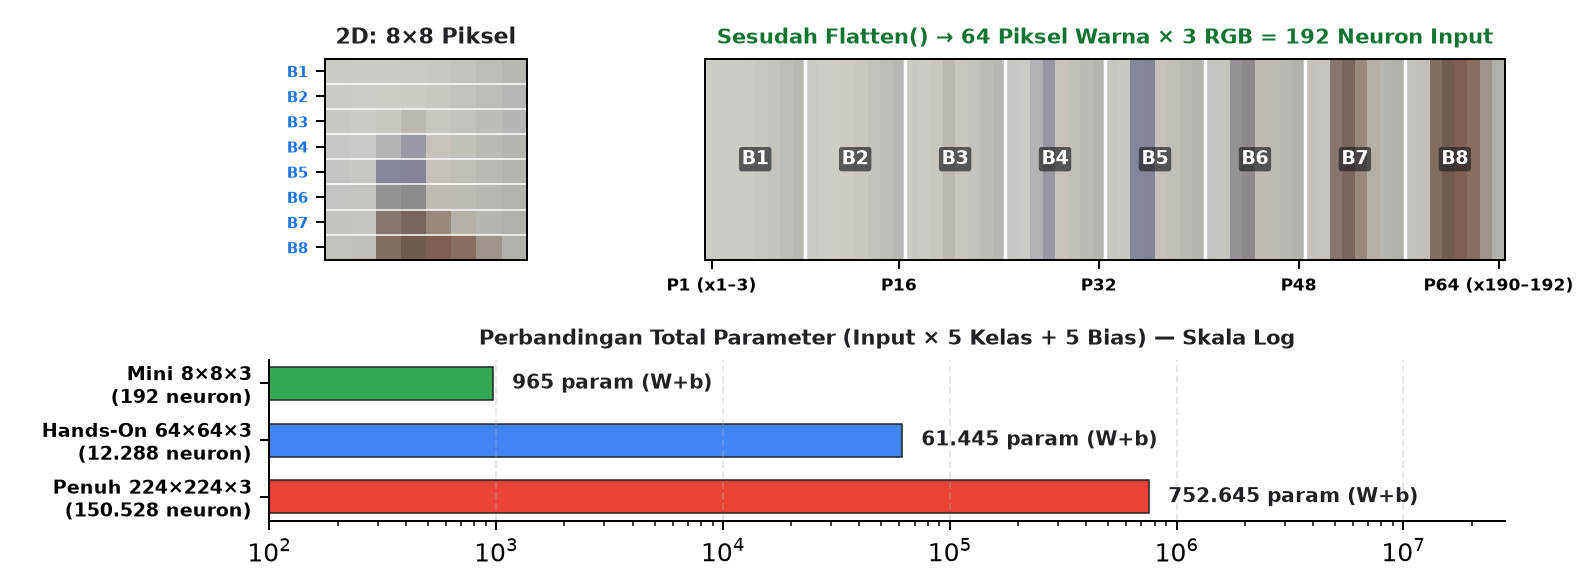 2D: 8×8 Piksel
B1
B2
B3
B4
B5
B6
B7
B8
Sesudah Flatten() → 64 Piksel Warna × 3 RGB = 192 Neuron Input
B1 B2 B3 B4 B5 B6 B7 B8
P1 (x1–3) P16 P32 P48 P64 (x190–192)
Perbandingan Total Parameter (Input × 5 Kelas + 5 Bias) — Skala Log
Mini 8×8×3
(192 neuron)
965 param (W+b)
Hands-On 64×64×3
(12.288 neuron)
61.445 param (W+b)
Penuh 224×224×3
(150.528 neuron)
752.645 param (W+b)
10² 10³ 10⁴ 10⁵ 10⁶ 10⁷